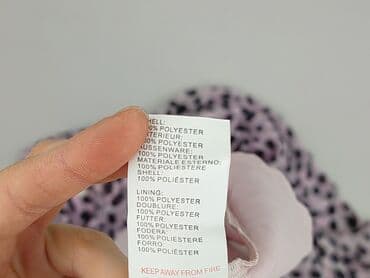 SHELL:
100% POLYESTER
EXTERIEUR:
100% POLYESTER
AUSSENWARE:
100% POLYESTER
MATERIALE ESTERNO:
100% POLIESTERE
SHELL:
100% POLIÉSTER
LINING:
100% POLYESTER
DOUBLURE:
100% POLYESTER
FUTTER:
100% POLYESTER
FODERA:
100% POLIESTERE
FORRO:
100% POLIÉSTER
KEEP AWAY FROM FIRE